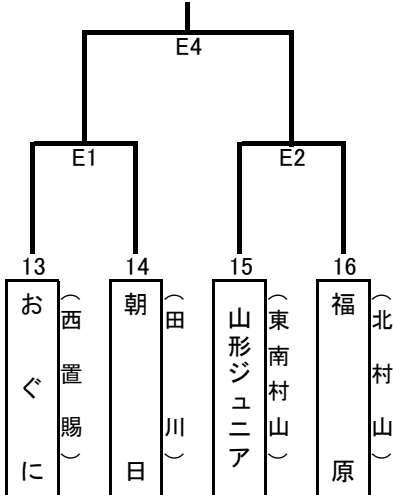 E4
E1
E2
13
14
15
16
おぐに
（西置賜）
朝日
（田川）
山形ジュニア
（東南村山）
福原
（北村山）